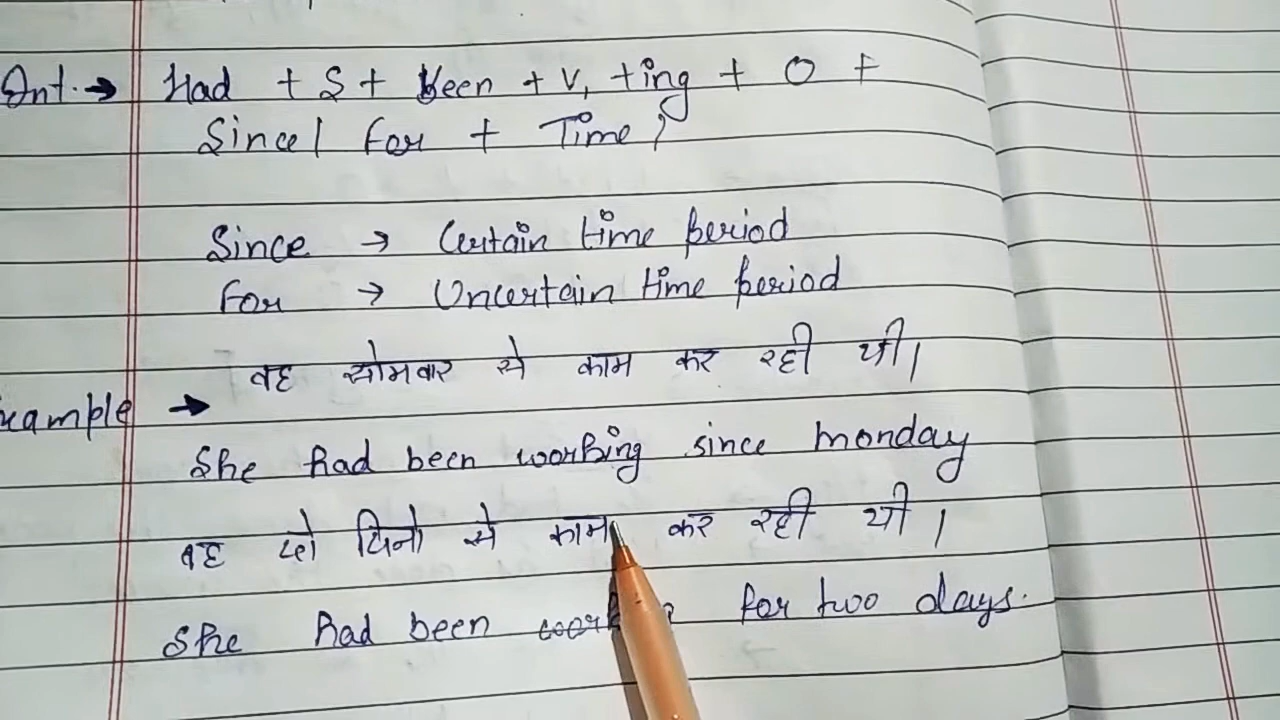 Int. → Had + S + been + V1 + ing + O +
Since / For + Time ?
Since → Certain time period
For → Uncertain time period
वह सोमवार से काम कर रही थी।
xample →
She had been working since monday
वह दो दिनो से काम कर रही थी।
She had been for two days.